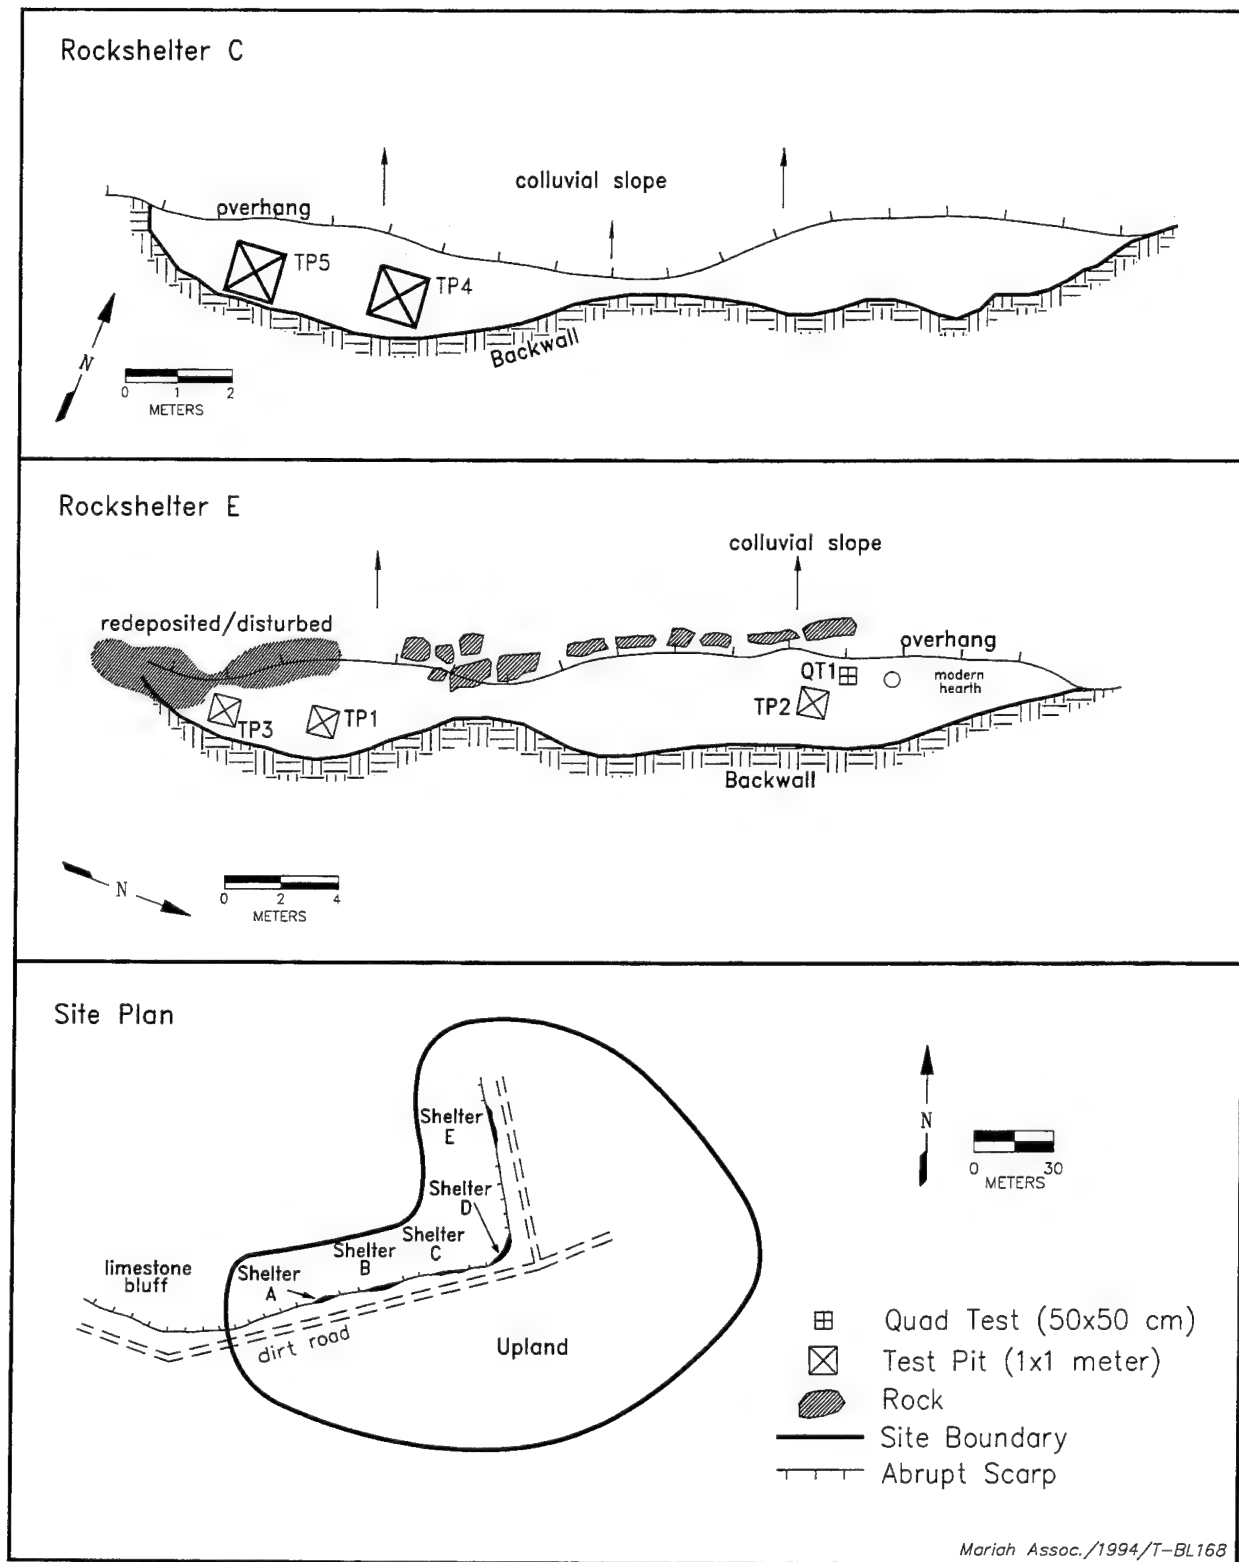 Rockshelter C
colluvial slope
overhang
TP5
TP4
Backwall
N
0 1 2
METERS
Rockshelter E
colluvial slope
redeposited/disturbed
overhang
QT1
modern
hearth
TP2
TP3
TP1
Backwall
N
0 2 4
METERS
Site Plan
N
0 30
METERS
Shelter
E
Shelter
D
Shelter
C
Shelter
B
Shelter
A
limestone
bluff
dirt road
Upland
Quad Test (50x50 cm)
Test Pit (1x1 meter)
Rock
Site Boundary
Abrupt Scarp
Mariah Assoc./1994/T-BL168